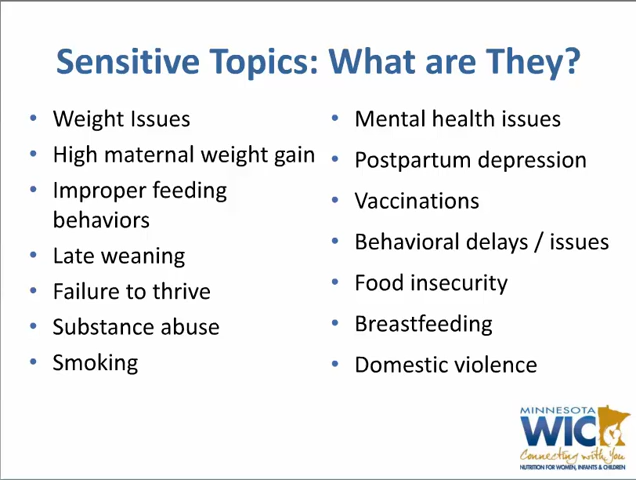 Sensitive Topics: What are They?
• Weight Issues
• High maternal weight gain
• Improper feeding
behaviors
• Late weaning
• Failure to thrive
• Substance abuse
• Smoking
• Mental health issues
• Postpartum depression
• Vaccinations
• Behavioral delays / issues
• Food insecurity
• Breastfeeding
• Domestic violence
MINNESOTA
WIC
Connecting with You
NUTRITION FOR WOMEN, INFANTS & CHILDREN